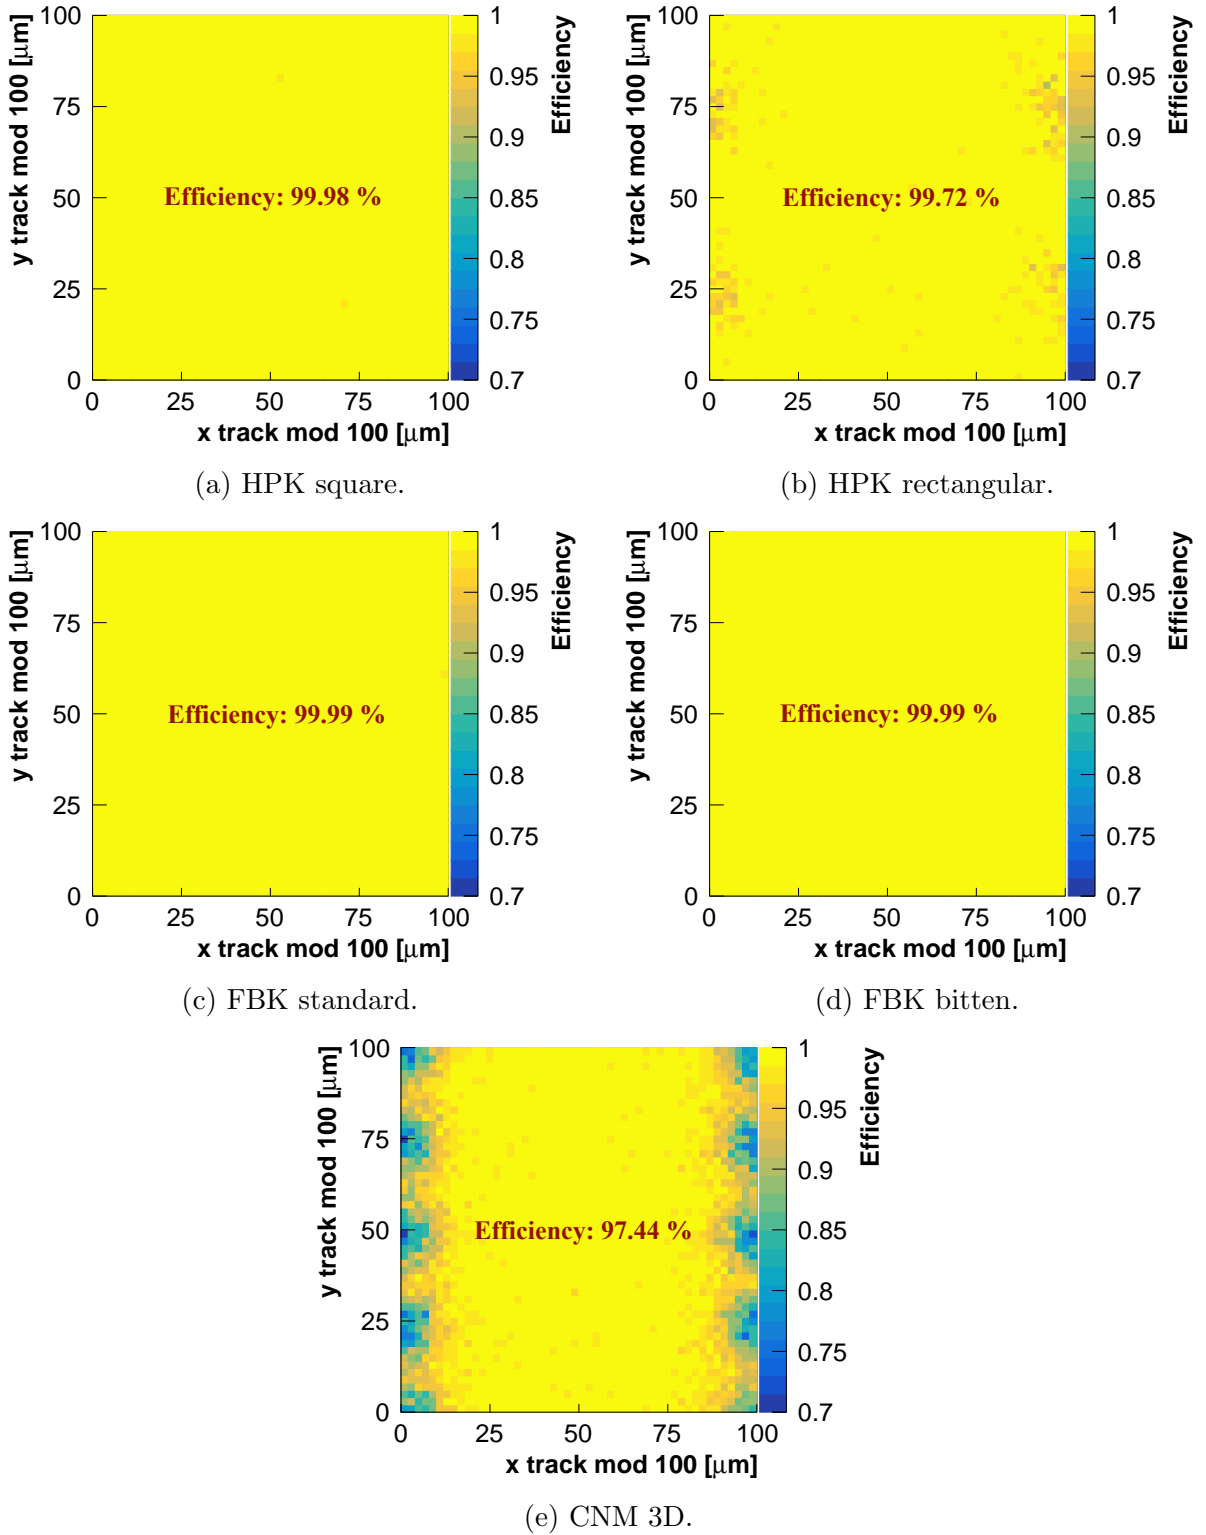 y track mod 100 [μm]
100
75
50
25
0
Efficiency: 99.98 %
0 25 50 75 100
x track mod 100 [μm]
1
0.95
0.9
0.85
0.8
0.75
0.7
Efficiency
(a) HPK square.
y track mod 100 [μm]
100
75
50
25
0
Efficiency: 99.72 %
0 25 50 75 100
x track mod 100 [μm]
1
0.95
0.9
0.85
0.8
0.75
0.7
Efficiency
(b) HPK rectangular.
y track mod 100 [μm]
100
75
50
25
0
Efficiency: 99.99 %
0 25 50 75 100
x track mod 100 [μm]
1
0.95
0.9
0.85
0.8
0.75
0.7
Efficiency
(c) FBK standard.
y track mod 100 [μm]
100
75
50
25
0
Efficiency: 99.99 %
0 25 50 75 100
x track mod 100 [μm]
1
0.95
0.9
0.85
0.8
0.75
0.7
Efficiency
(d) FBK bitten.
y track mod 100 [μm]
100
75
50
25
0
Efficiency: 97.44 %
0 25 50 75 100
x track mod 100 [μm]
1
0.95
0.9
0.85
0.8
0.75
0.7
Efficiency
(e) CNM 3D.